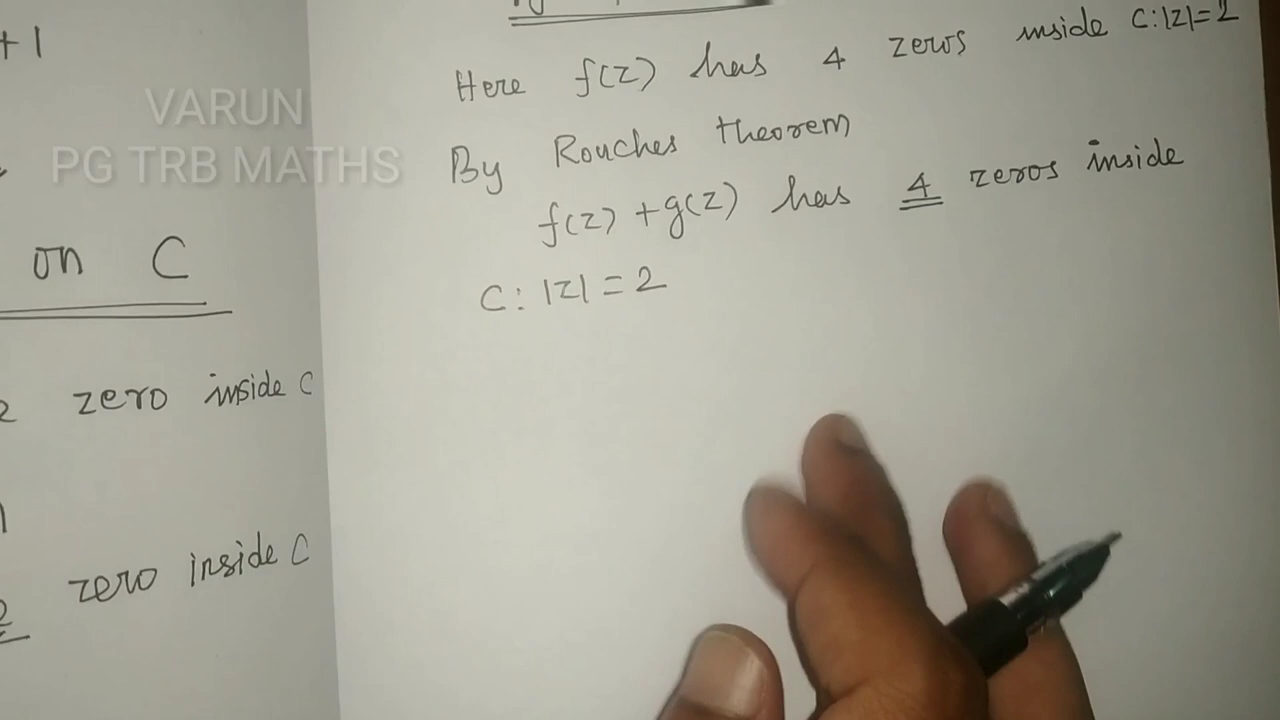 +1
on C
zero inside C
zero inside C
Here f(z) has 4 zeros inside C:|z|=2
By Rouches theorem
f(z)+g(z) has 4 zeros inside
C: |z| = 2
VARUN
PG TRB MATHS